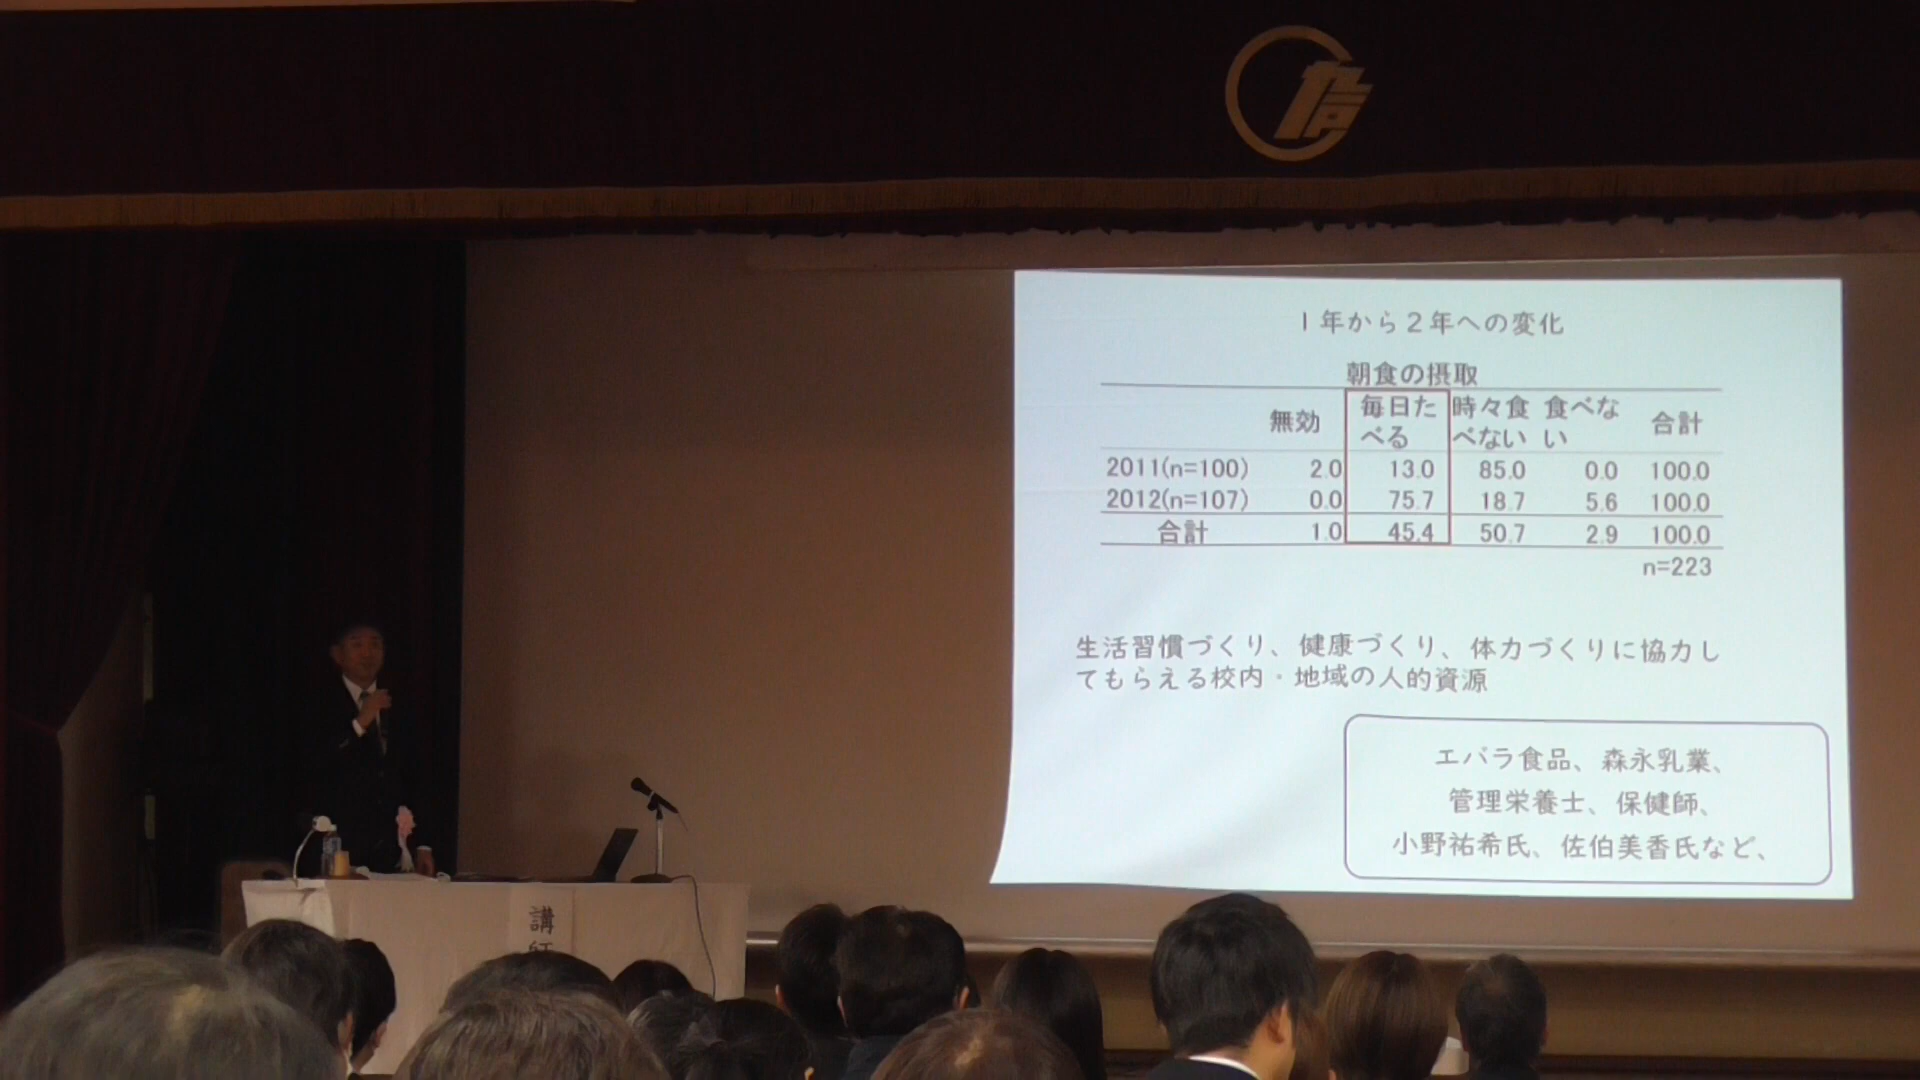 1年から2年への変化
朝食の摂取
無効 毎日たべる 時々食べない 食べない 合計
2011(n=100) 2.0 13.0 85.0 0.0 100.0
2012(n=107) 0.0 75.7 18.7 5.6 100.0
合計 1.0 45.4 50.7 2.9 100.0
n=223
生活習慣づくり、健康づくり、体力づくりに協力し
てもらえる校内・地域の人的資源
エバラ食品、森永乳業、
管理栄養士、保健師、
小野祐希氏、佐伯美香氏など、
講